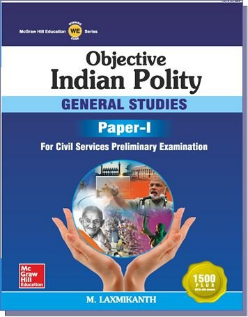 McGraw Hill Education WE Series
Objective
Indian Polity
GENERAL STUDIES
Paper-I
For Civil Services Preliminary Examination
1500
PLUS
Mc
Graw
Hill
Education
M. LAXMIKANTH